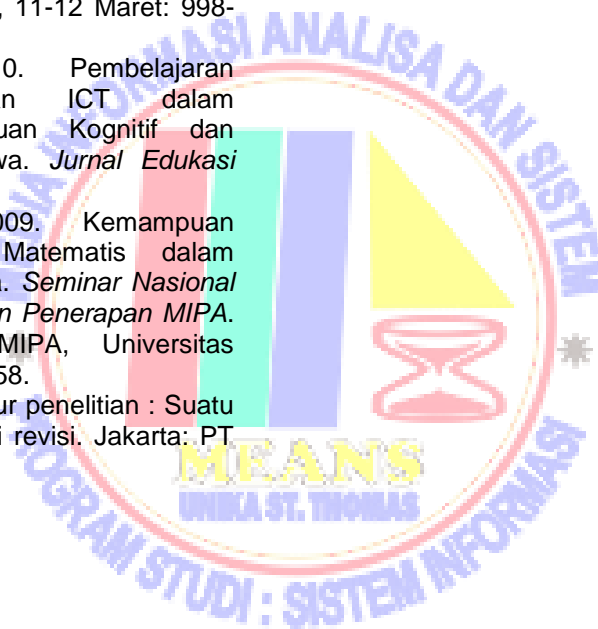 , 11-12 Maret: 998-
0. Pembelajaran
an ICT dalam
uan Kognitif dan
wa. Jurnal Edukasi
009. Kemampuan
Matematis dalam
a. Seminar Nasional
n Penerapan MIPA.
MIPA, Universitas
58.
ur penelitian : Suatu
i revisi. Jakarta: PT
MEDIA INFORMASI ANALISA DAN SISTEM
MEANS
UNIKA ST. THOMAS
PROGRAM STUDI : SISTEM INFORMASI